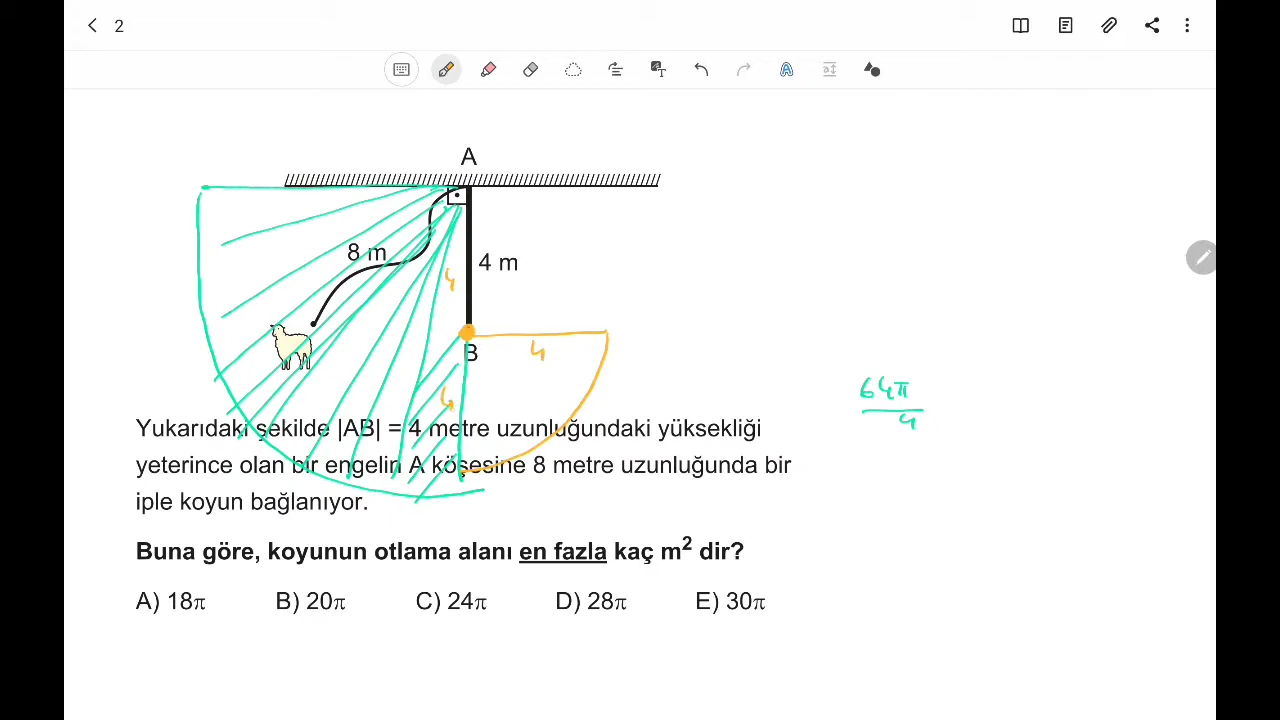 2
A
8 m
4 m
4
B
4
4
64π
4
Yukarıdaki şekilde |AB| = 4 metre uzunluğundaki yüksekliği
yeterince olan bir engelin A köşesine 8 metre uzunluğunda bir
iple koyun bağlanıyor.
Buna göre, koyunun otlama alanı en fazla kaç m² dir?
A) 18π B) 20π C) 24π D) 28π E) 30π